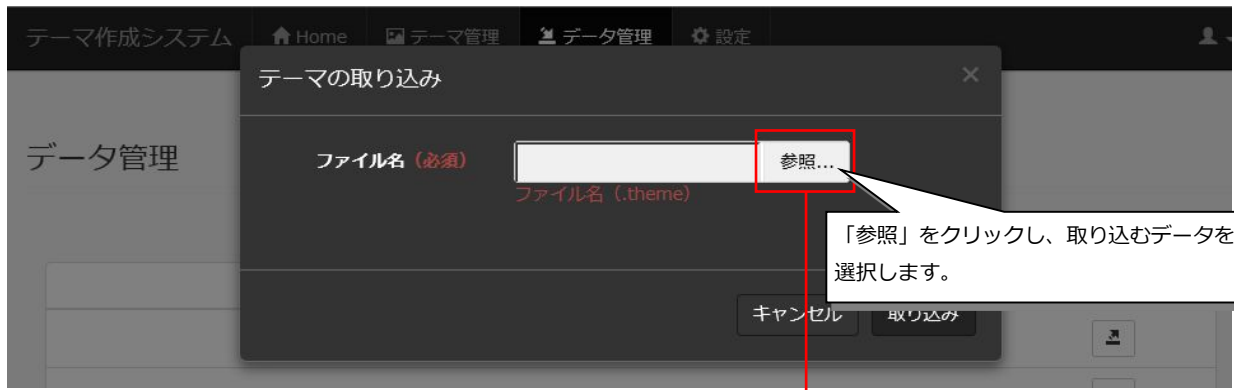 テーマ作成システム Home テーマ管理 データ管理 設定
テーマの取り込み ×
データ管理
ファイル名（必須） 参照...
ファイル名（.theme）
「参照」をクリックし、取り込むデータを
選択します。
キャンセル 取り込み